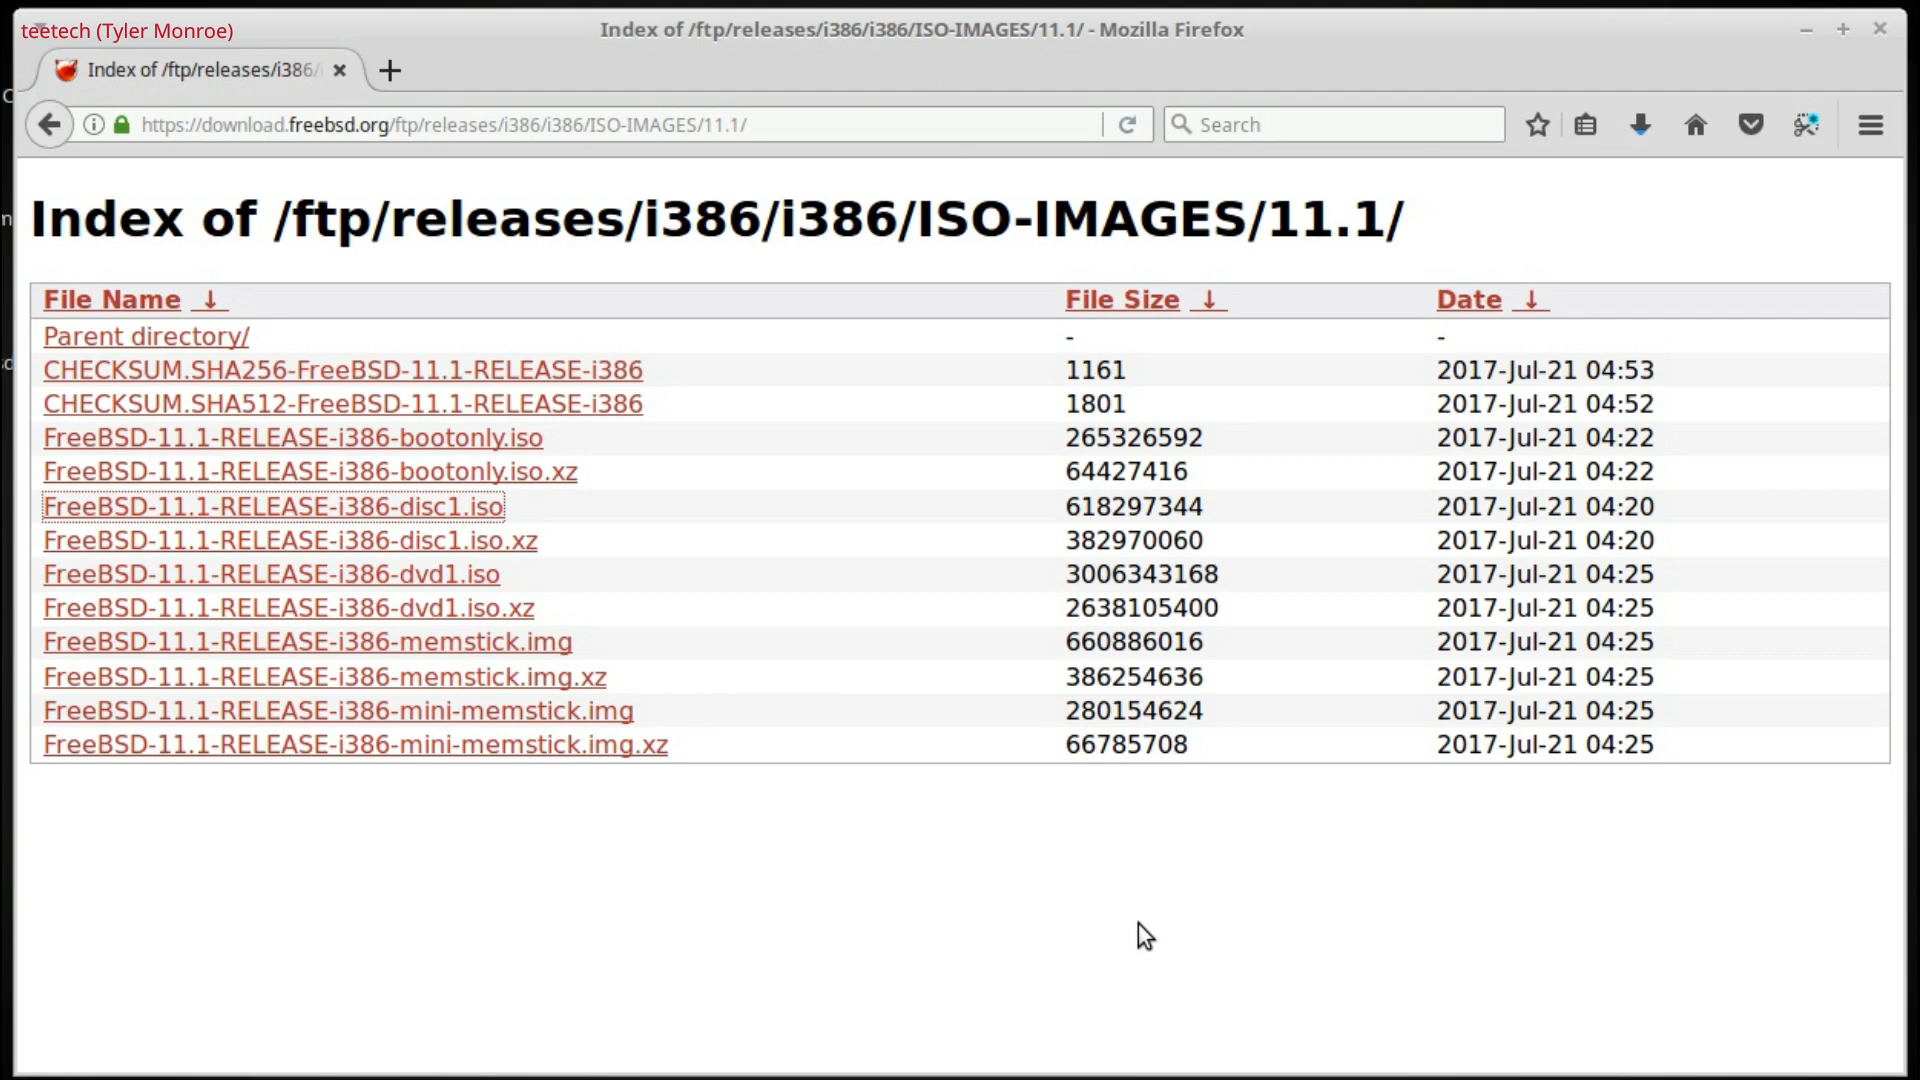 teetech (Tyler Monroe)
Index of /ftp/releases/i386/i386/ISO-IMAGES/11.1/ - Mozilla Firefox
Index of /ftp/releases/i386/i
https://download.freebsd.org/ftp/releases/i386/i386/ISO-IMAGES/11.1/
Search
Index of /ftp/releases/i386/i386/ISO-IMAGES/11.1/
File Name ↓ File Size ↓ Date ↓
Parent directory/ - -
CHECKSUM.SHA256-FreeBSD-11.1-RELEASE-i386 1161 2017-Jul-21 04:53
CHECKSUM.SHA512-FreeBSD-11.1-RELEASE-i386 1801 2017-Jul-21 04:52
FreeBSD-11.1-RELEASE-i386-bootonly.iso 265326592 2017-Jul-21 04:22
FreeBSD-11.1-RELEASE-i386-bootonly.iso.xz 64427416 2017-Jul-21 04:22
FreeBSD-11.1-RELEASE-i386-disc1.iso 618297344 2017-Jul-21 04:20
FreeBSD-11.1-RELEASE-i386-disc1.iso.xz 382970060 2017-Jul-21 04:20
FreeBSD-11.1-RELEASE-i386-dvd1.iso 3006343168 2017-Jul-21 04:25
FreeBSD-11.1-RELEASE-i386-dvd1.iso.xz 2638105400 2017-Jul-21 04:25
FreeBSD-11.1-RELEASE-i386-memstick.img 660886016 2017-Jul-21 04:25
FreeBSD-11.1-RELEASE-i386-memstick.img.xz 386254636 2017-Jul-21 04:25
FreeBSD-11.1-RELEASE-i386-mini-memstick.img 280154624 2017-Jul-21 04:25
FreeBSD-11.1-RELEASE-i386-mini-memstick.img.xz 66785708 2017-Jul-21 04:25